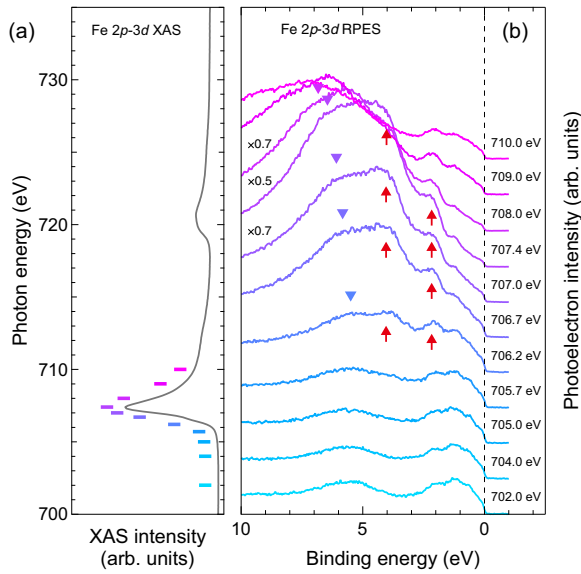 (a)
Fe 2p-3d XAS
730
720
710
700
Photon energy (eV)
XAS intensity
(arb. units)
Fe 2p-3d RPES
(b)
×0.7
×0.5
×0.7
710.0 eV
709.0 eV
708.0 eV
707.4 eV
707.0 eV
706.7 eV
706.2 eV
705.7 eV
705.0 eV
704.0 eV
702.0 eV
10
5
0
Binding energy (eV)
Photoelectron intensity (arb. units)